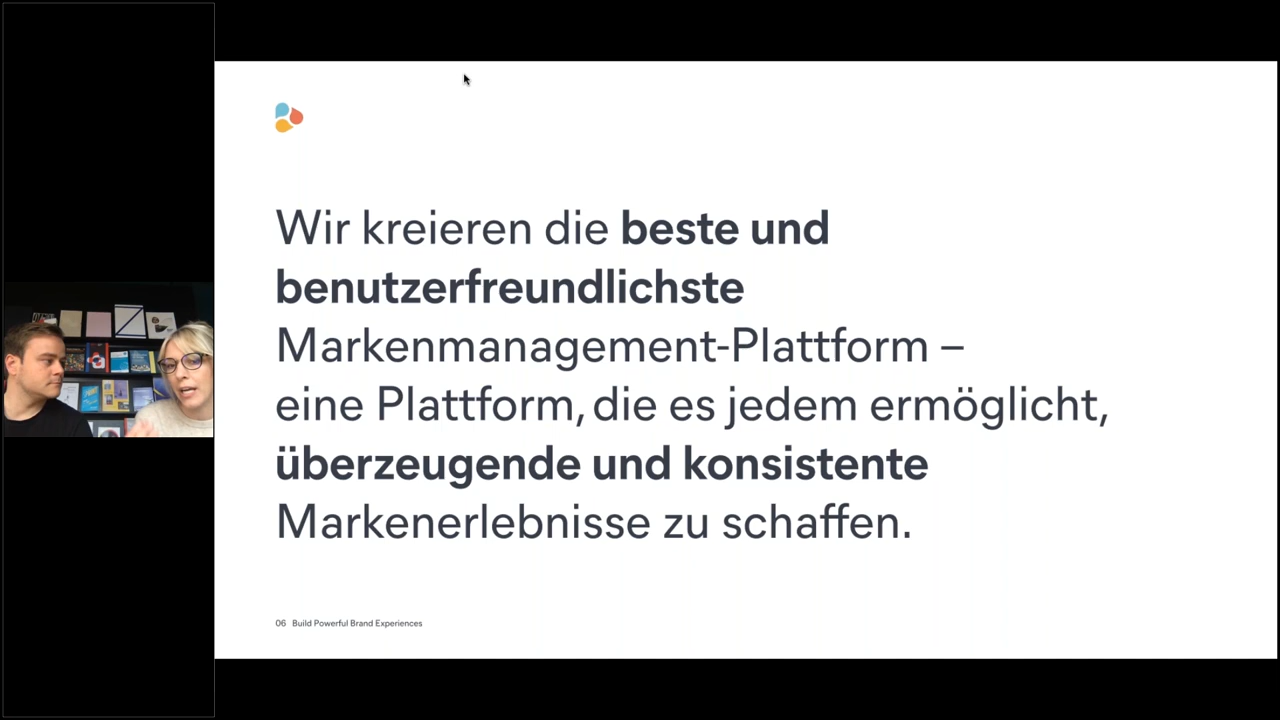 Wir kreieren die beste und
benutzerfreundlichste
Markenmanagement-Plattform –
eine Plattform, die es jedem ermöglicht,
überzeugende und konsistente
Markenerlebnisse zu schaffen.
06 Build Powerful Brand Experiences